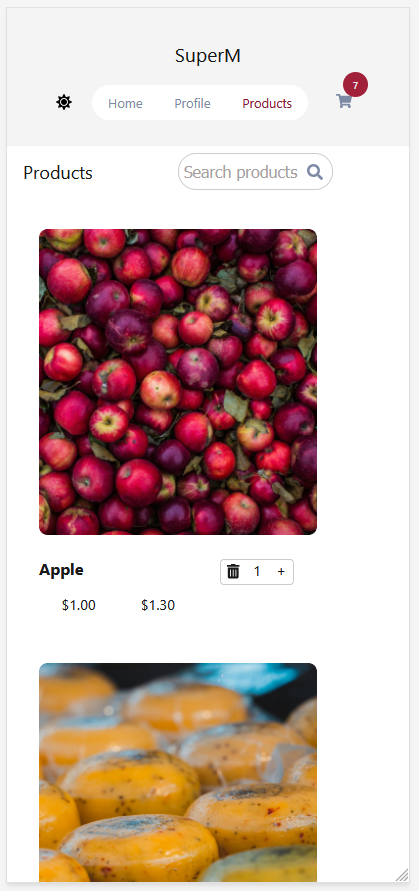 SuperM
7
Home Profile Products
Products
Search products
Apple
1 +
$1.00 $1.30